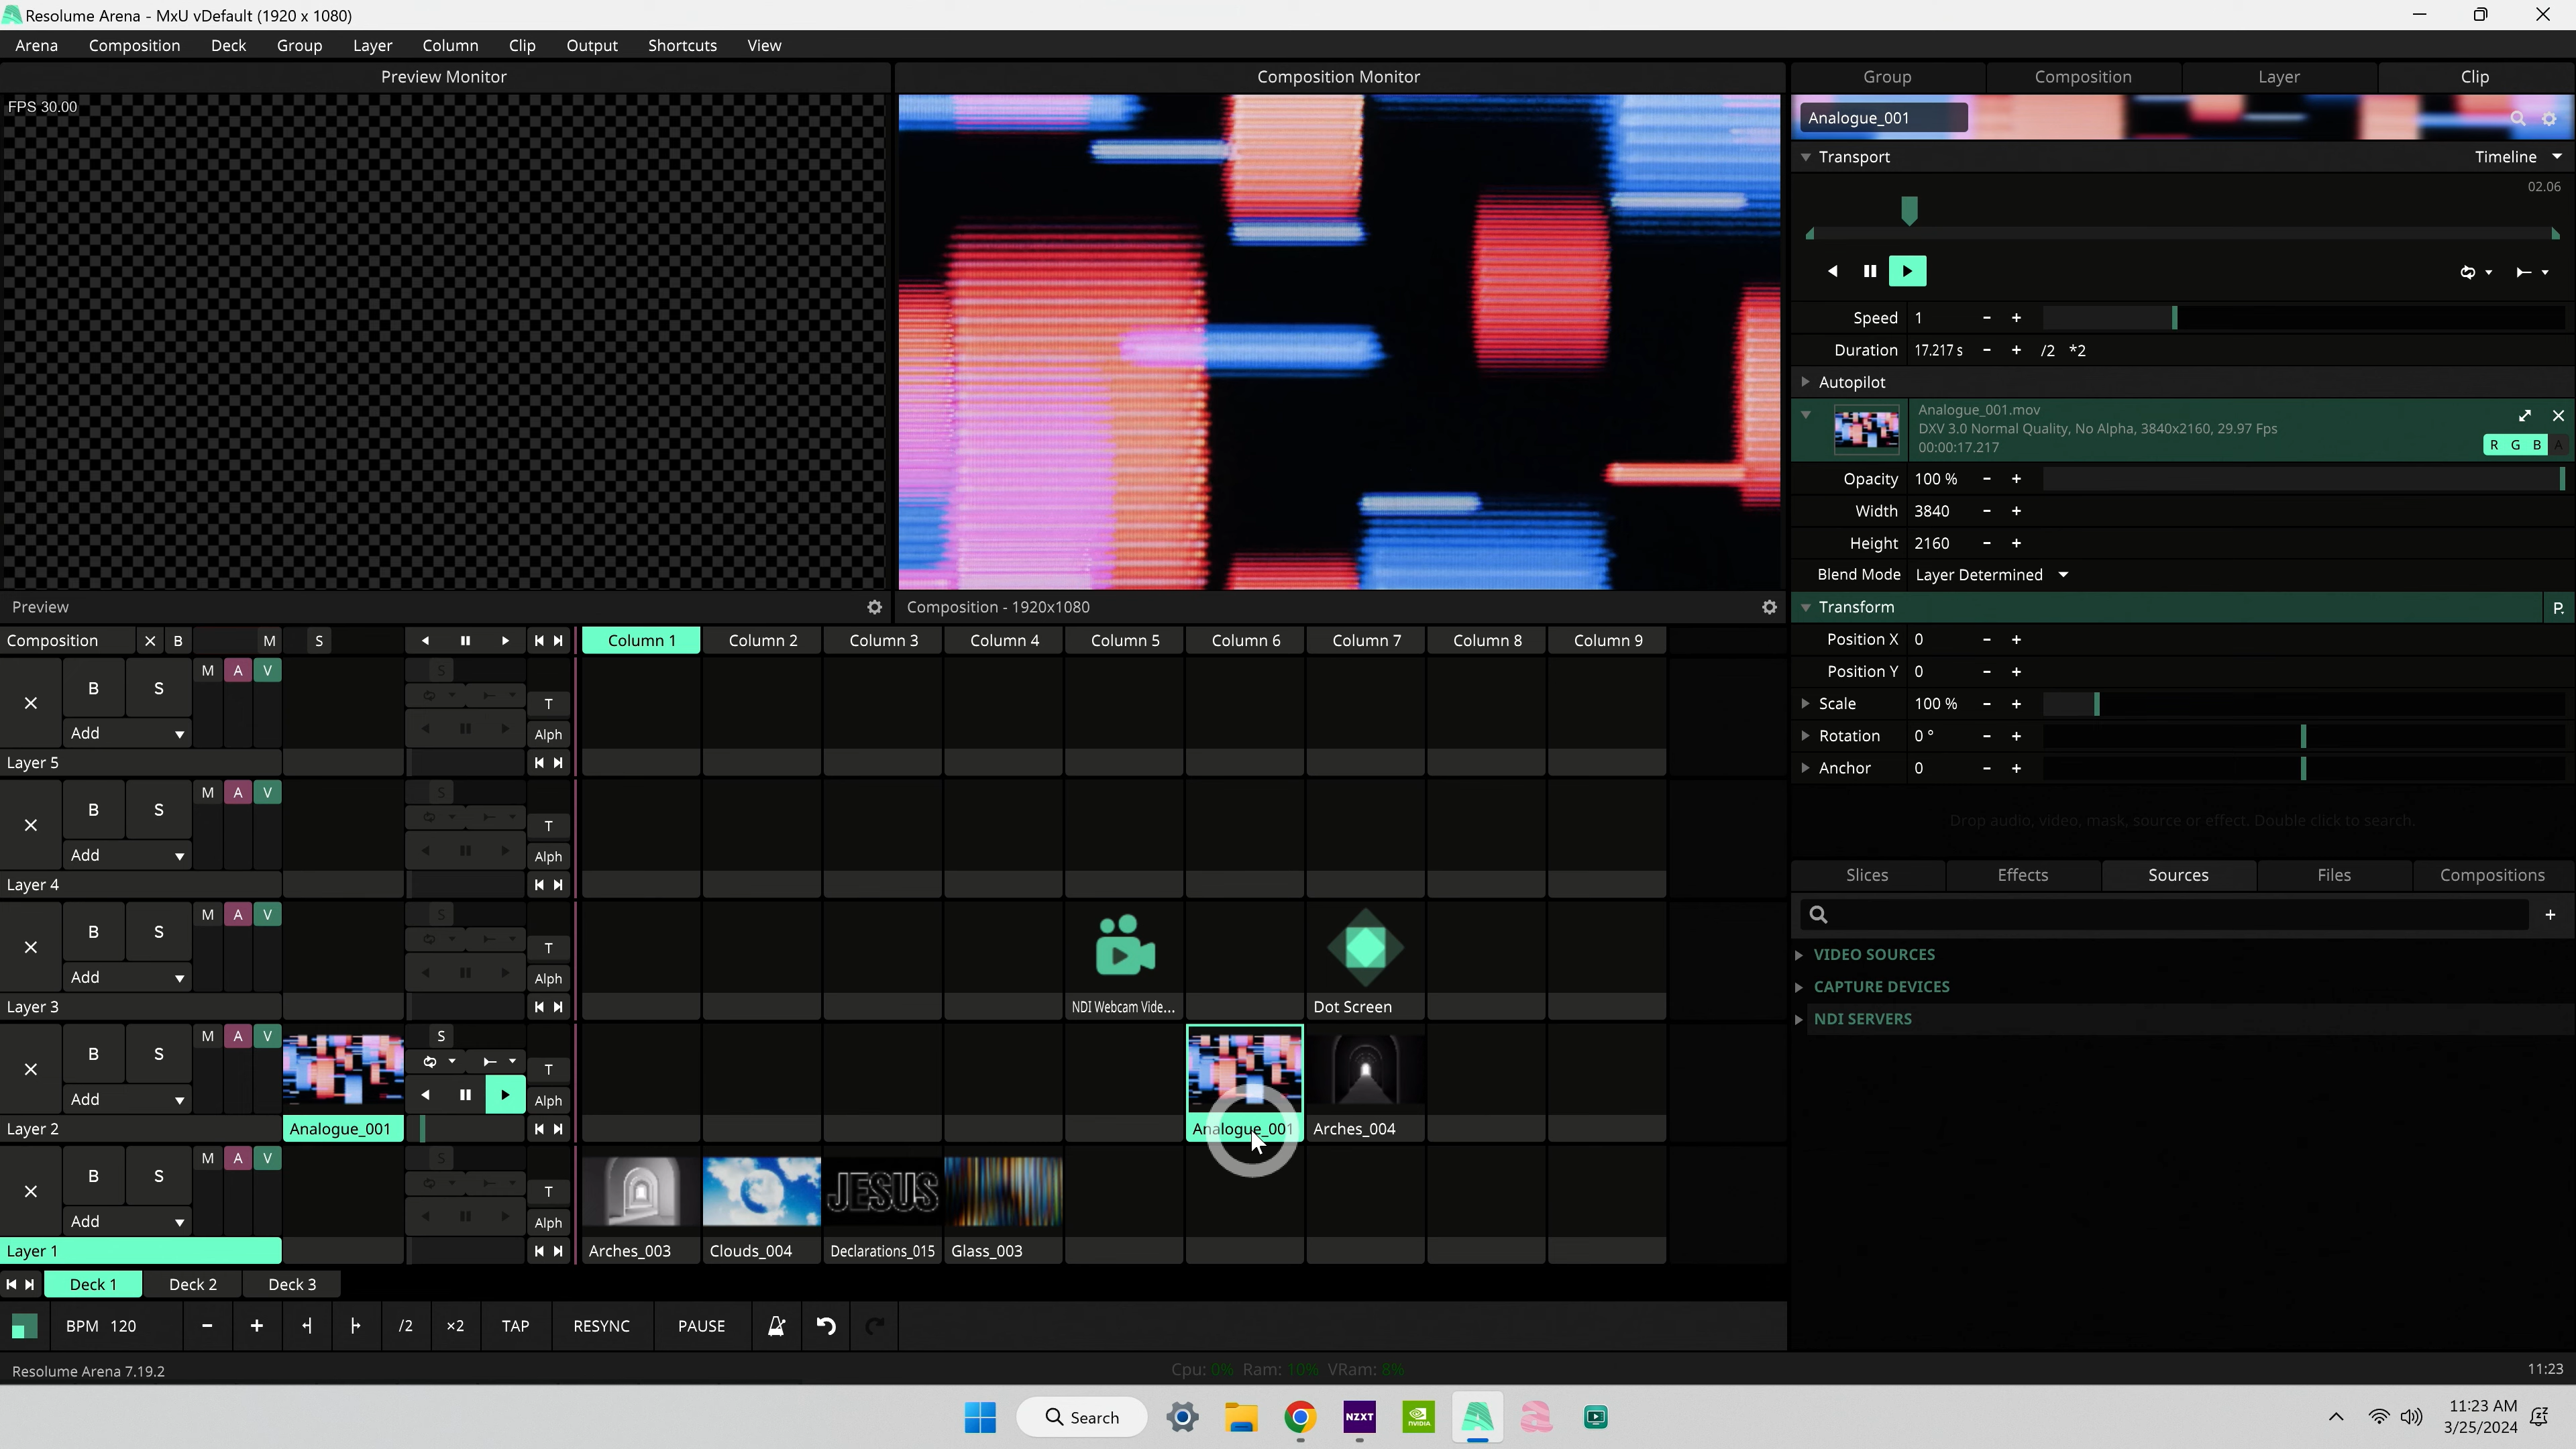 Resolume Arena - MxU vDefault (1920 x 1080)
Arena Composition Deck Group Layer Column Clip Output Shortcuts View
Preview Monitor
Composition Monitor
Group Composition Layer Clip
FPS 30.00
Analogue_001
Transport Timeline
02.06
Speed 1 - +
Duration 17.217 s - + /2 *2
Autopilot
Analogue_001.mov
DXV 3.0 Normal Quality, No Alpha, 3840x2160, 29.97 Fps
00:00:17.217
R G B A
Opacity 100 % - +
Width 3840 - +
Height 2160 - +
Blend Mode Layer Determined
Preview
Composition - 1920x1080
Transform P.
Position X 0 - +
Position Y 0 - +
Scale 100 % - +
Rotation 0 ° - +
Anchor 0 - +
Drop audio, video, mask, source or effect. Double click to search.
Slices Effects Sources Files Compositions
VIDEO SOURCES
CAPTURE DEVICES
NDI SERVERS
Composition X B M S
Column 1 Column 2 Column 3 Column 4 Column 5 Column 6 Column 7 Column 8 Column 9
B S M A V S
T
Add Alph
Layer 5
B S M A V S
T
Add Alph
Layer 4
B S M A V S
T
Add Alph
Layer 3 NDI Webcam Vide... Dot Screen
B S M A V S
T
Add Alph
Layer 2 Analogue_001 Analogue_001 Arches_004
B S M A V S
T
JESUS
Add Alph
Layer 1 Arches_003 Clouds_004 Declarations_015 Glass_003
Deck 1 Deck 2 Deck 3
BPM 120 - + /2 ×2 TAP RESYNC PAUSE
Resolume Arena 7.19.2
Cpu: 0% Ram: 10% VRam: 8%
11:23
Search
NZXT
NVIDIA
11:23 AM
3/25/2024